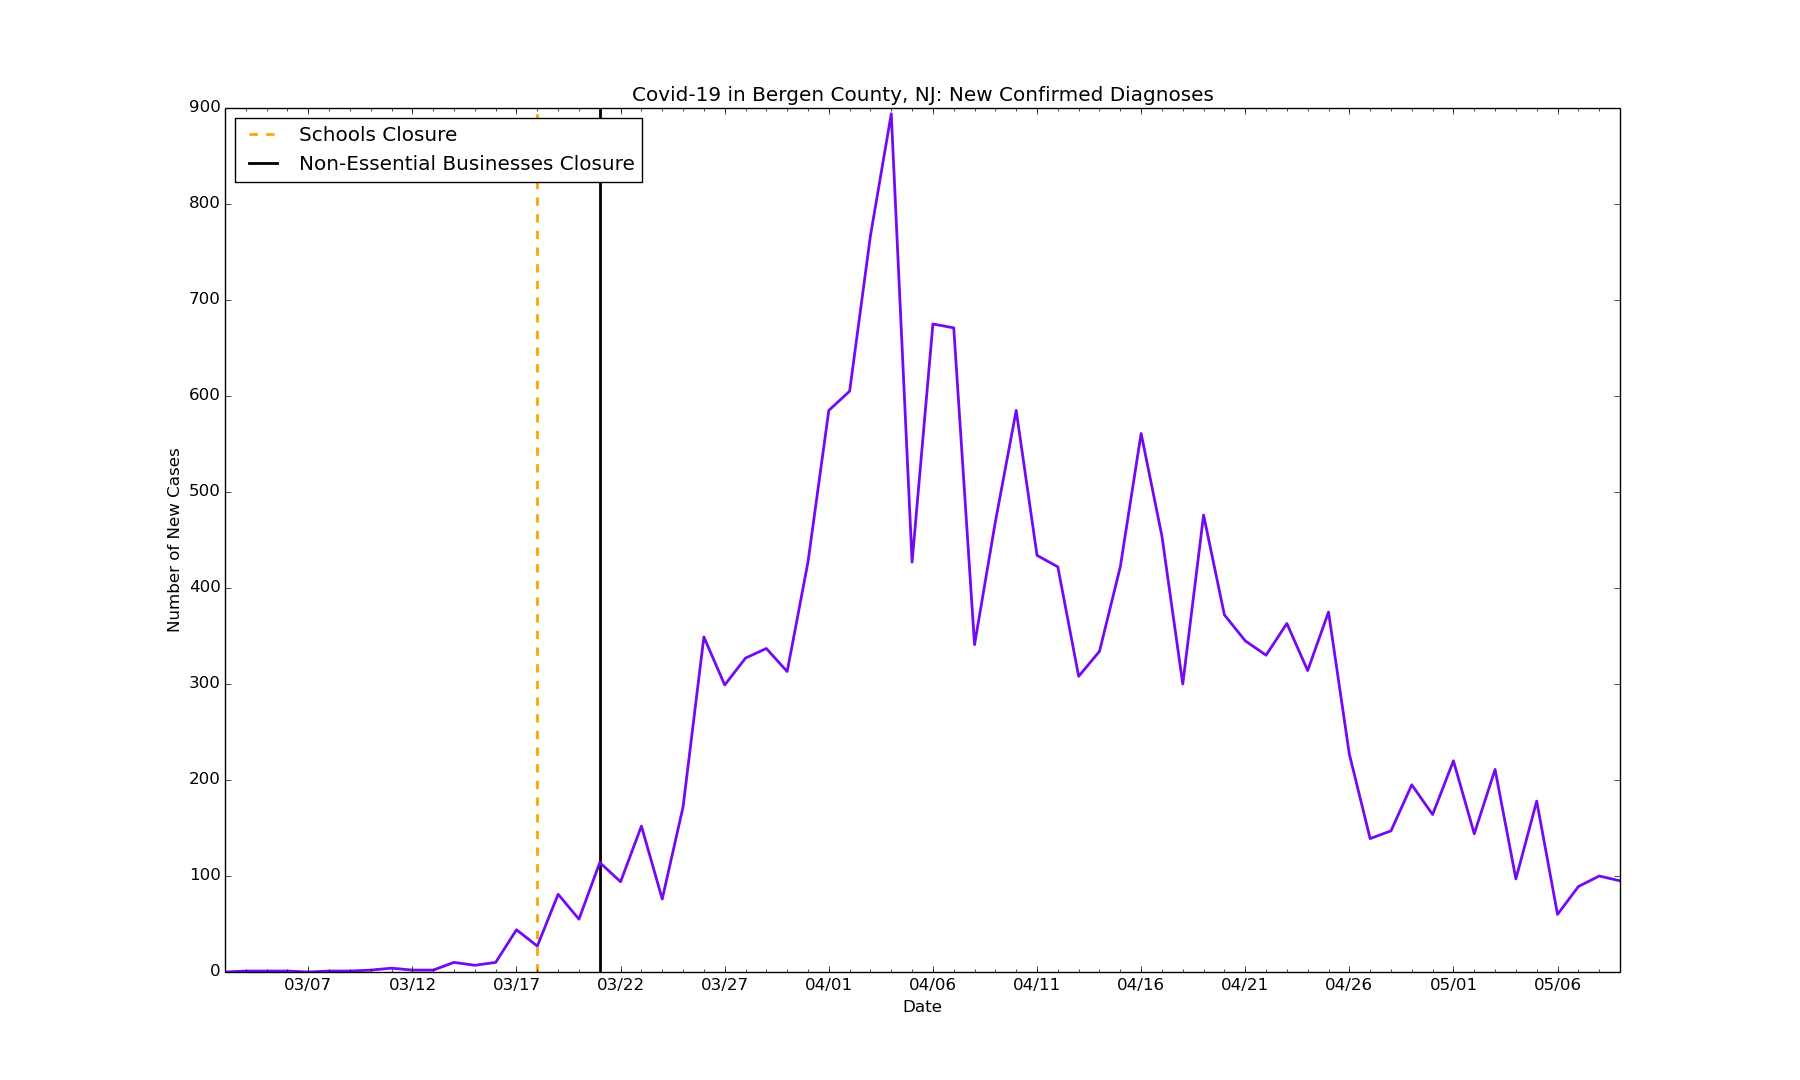 Covid-19 in Bergen County, NJ: New Confirmed Diagnoses
Schools Closure
Non-Essential Businesses Closure
900
800
700
600
500
400
300
200
100
0
Number of New Cases
03/07 03/12 03/17 03/22 03/27 04/01 04/06 04/11 04/16 04/21 04/26 05/01 05/06
Date